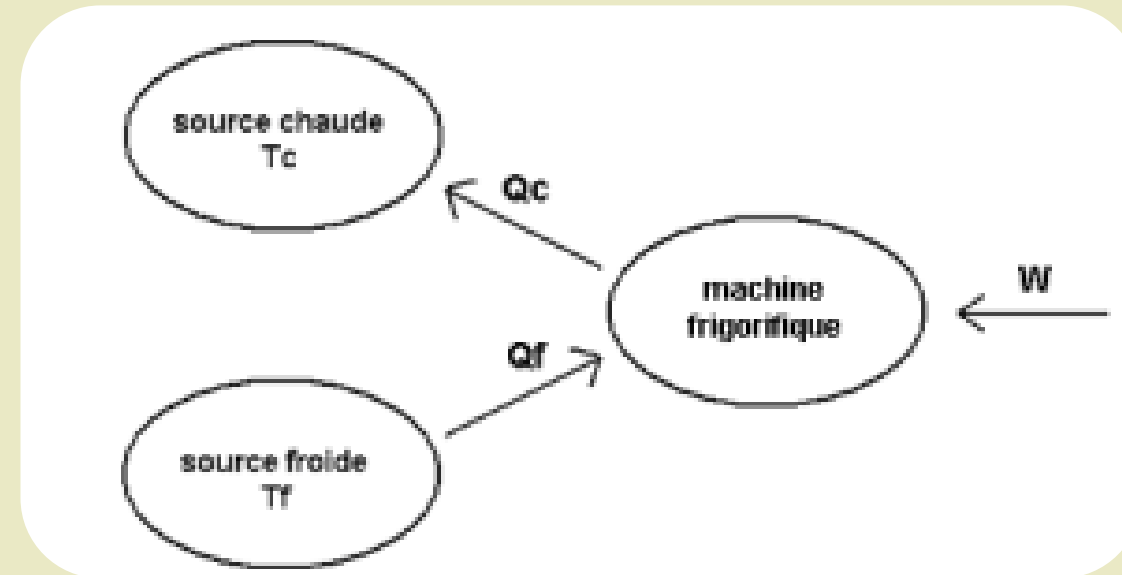 source chaude
Tc
Qc
machine
frigorifique
W
Qf
source froide
Tf